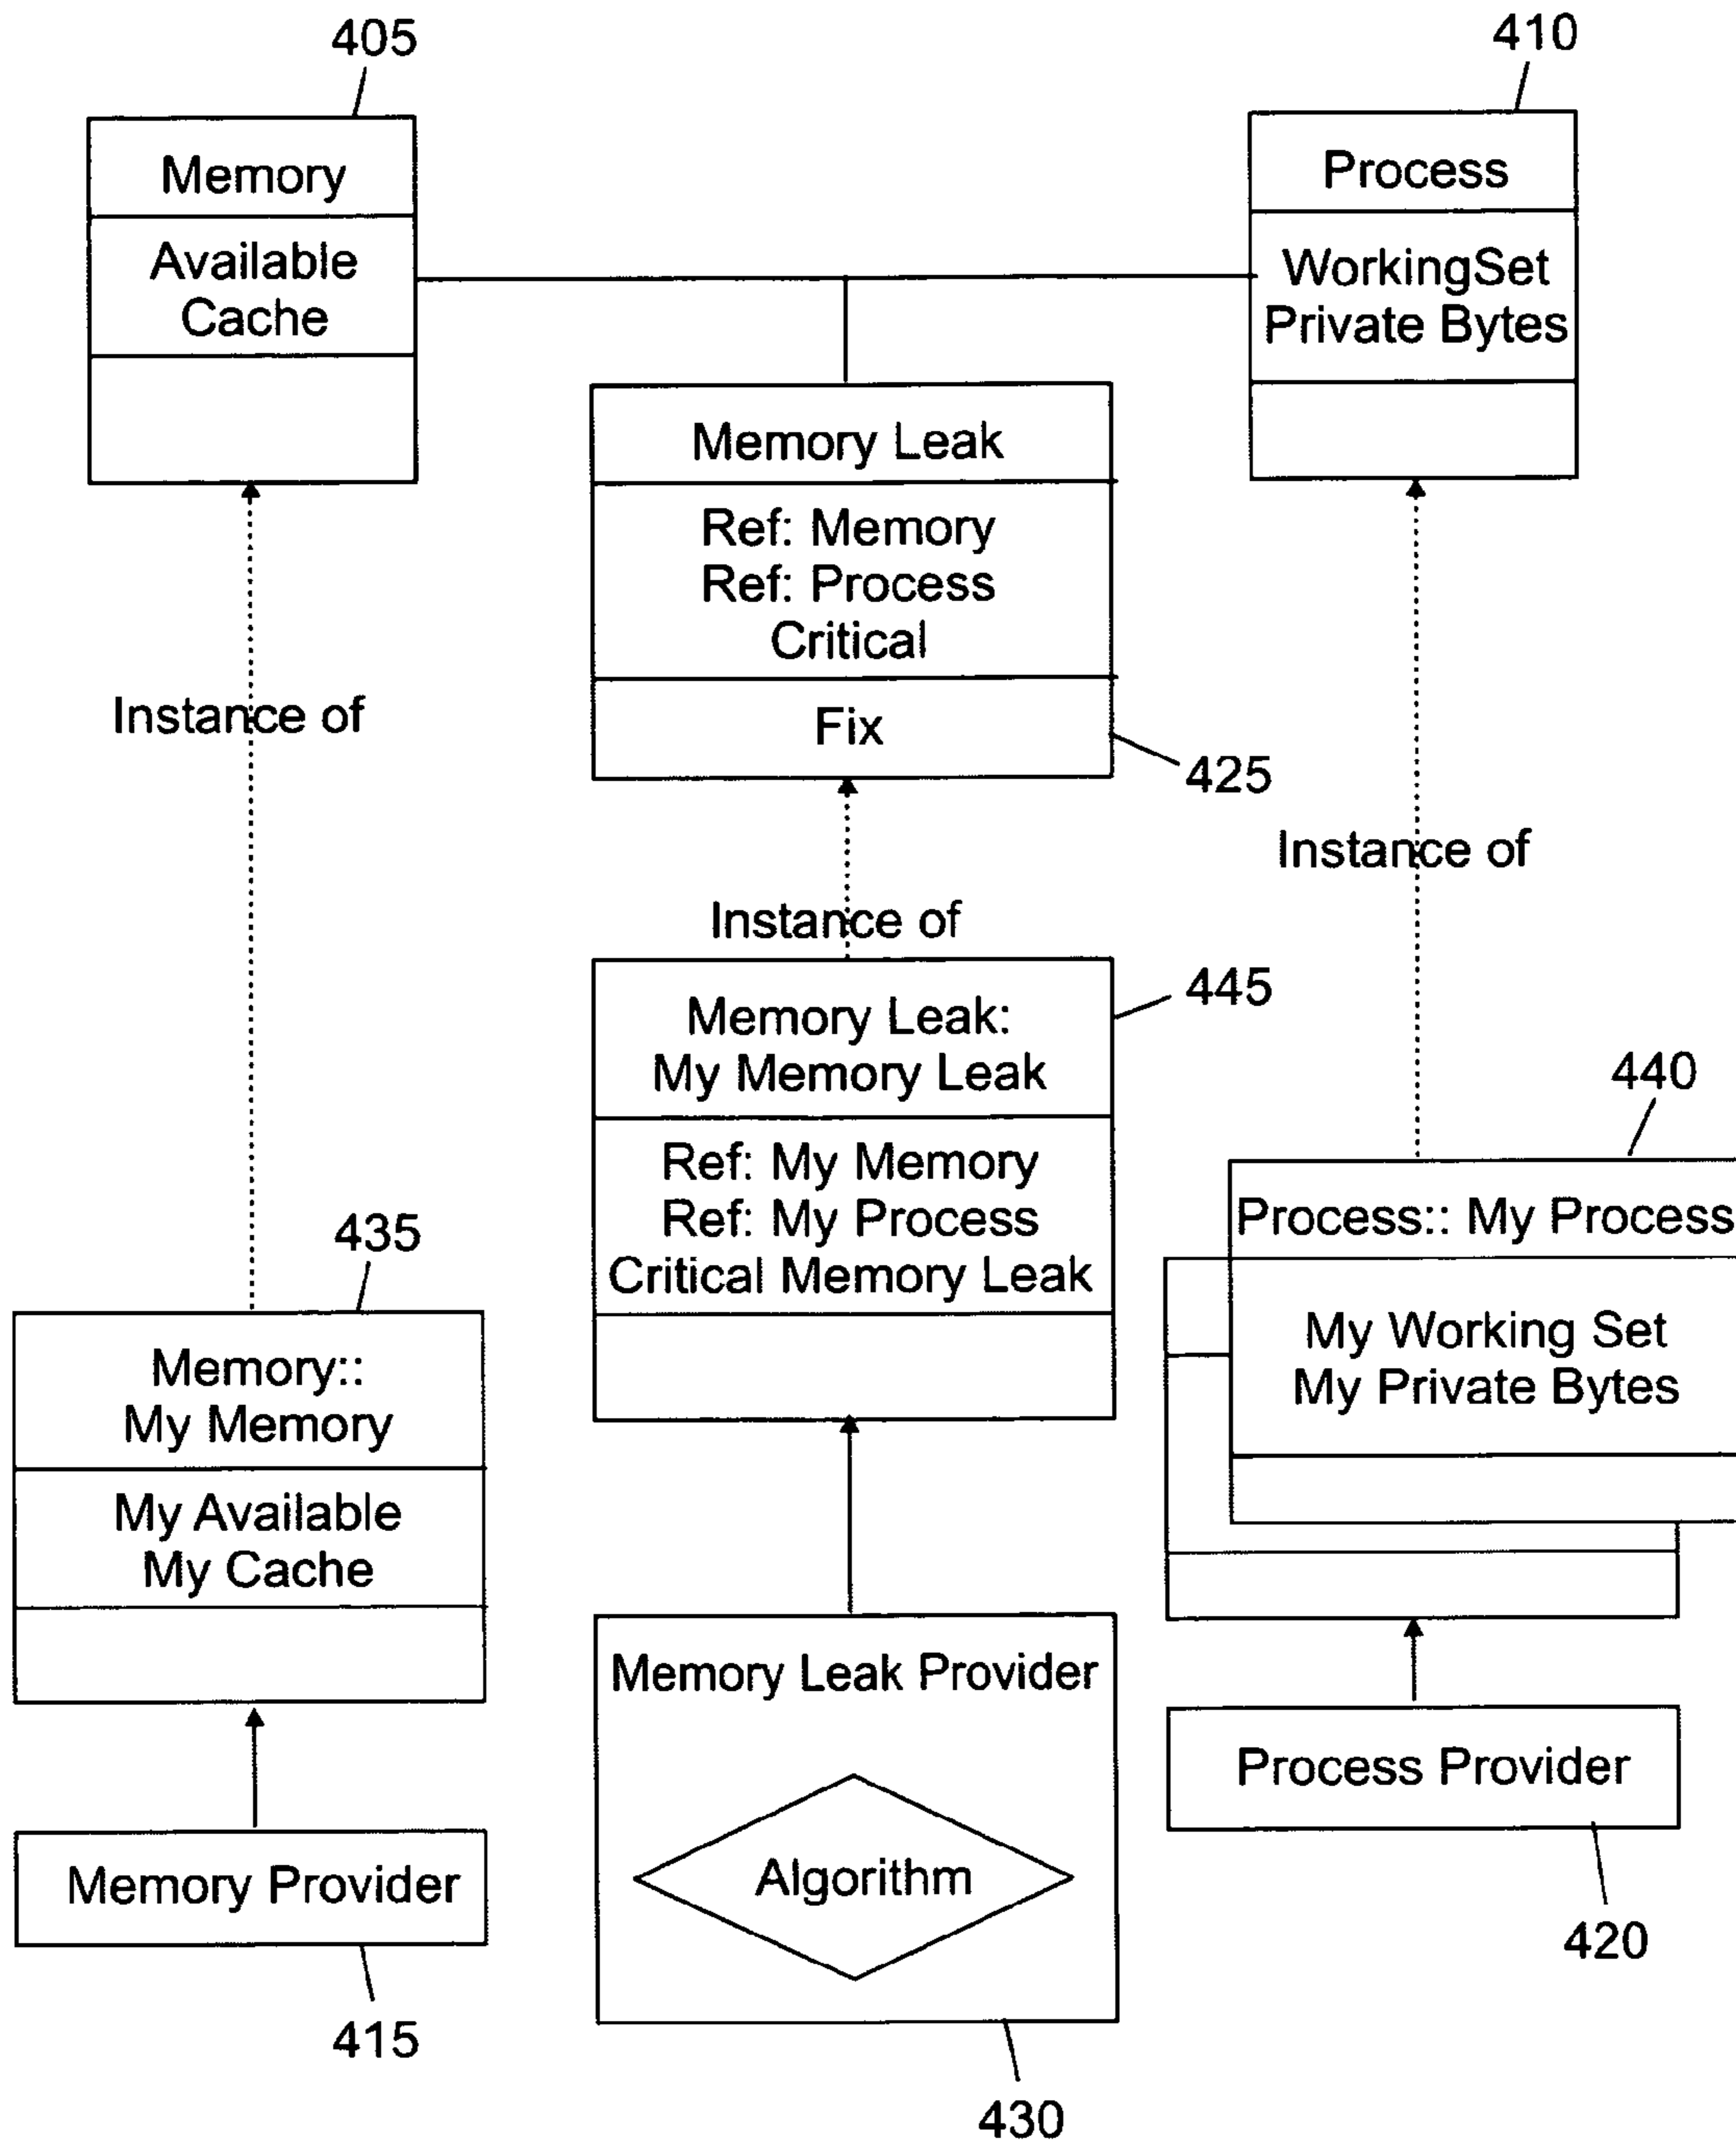 405
410
Memory
Process
Available
Cache
WorkingSet
Private Bytes
Memory Leak
Ref: Memory
Ref: Process
Critical
Fix
425
Instance of
Instance of
Instance of
445
Memory Leak:
My Memory Leak
440
Ref: My Memory
Ref: My Process
Critical Memory Leak
Process:: My Process
My Working Set
My Private Bytes
435
Memory::
My Memory
My Available
My Cache
Memory Leak Provider
Algorithm
Process Provider
Memory Provider
420
415
430